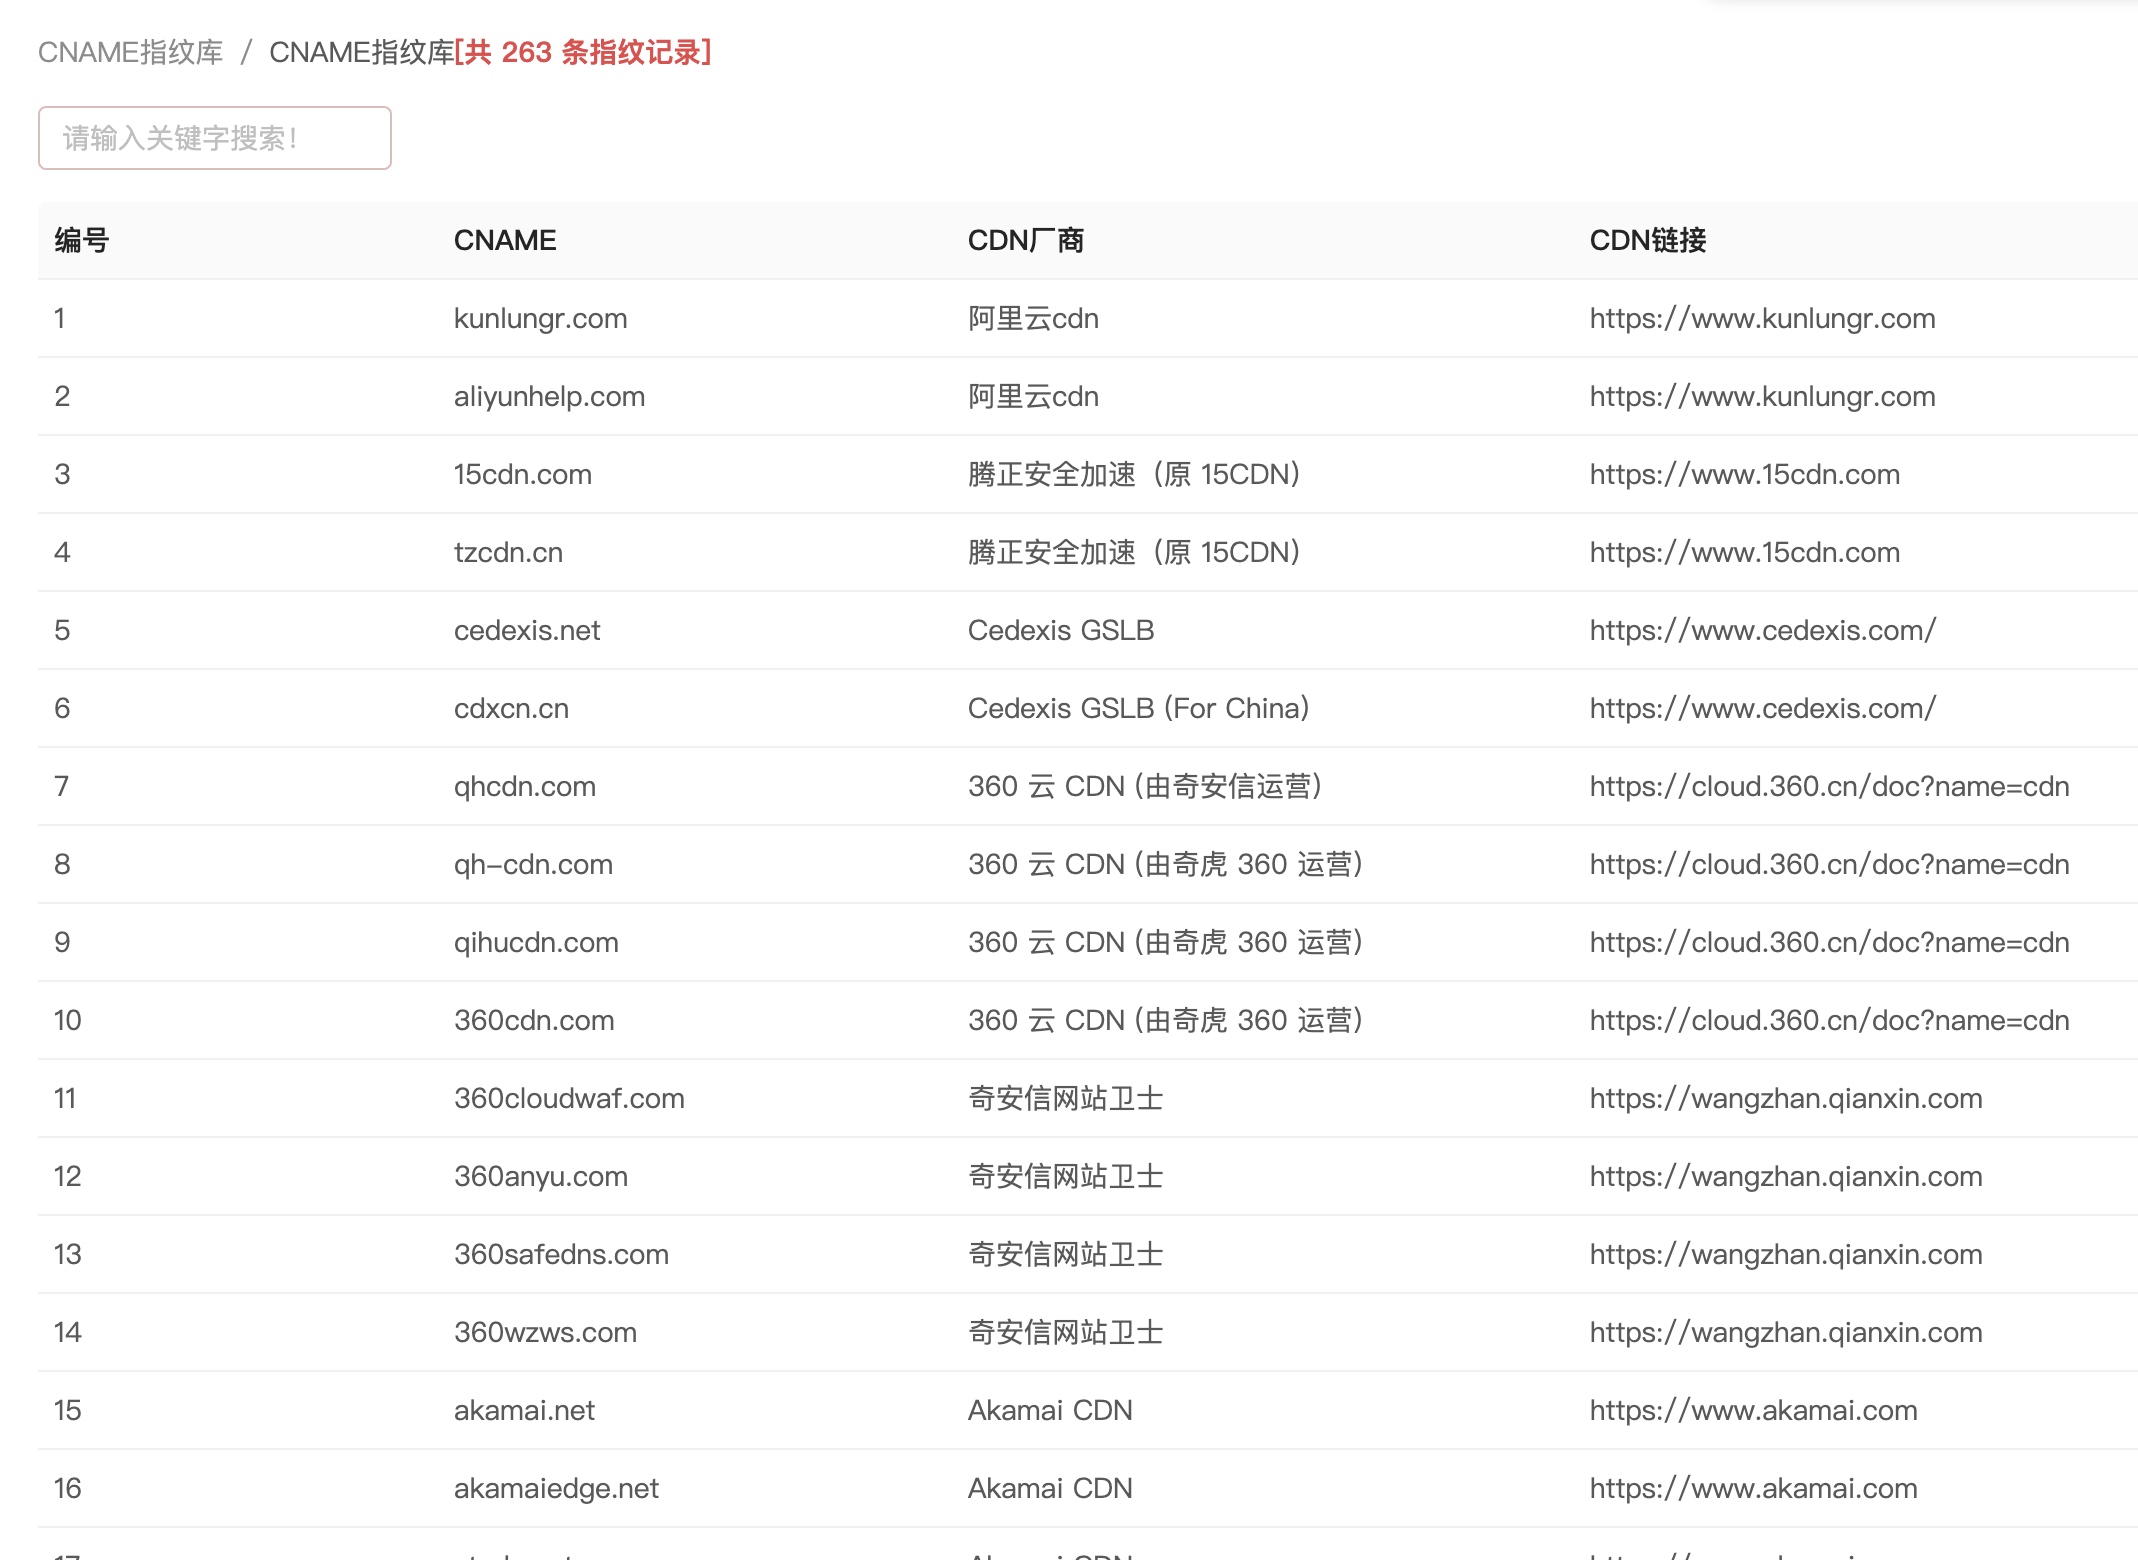 CNAME指纹库 / CNAME指纹库[共 263 条指纹记录]
请输入关键字搜索!
编号 CNAME CDN厂商 CDN链接
1 kunlungr.com 阿里云cdn https://www.kunlungr.com
2 aliyunhelp.com 阿里云cdn https://www.kunlungr.com
3 15cdn.com 腾正安全加速（原 15CDN） https://www.15cdn.com
4 tzcdn.cn 腾正安全加速（原 15CDN） https://www.15cdn.com
5 cedexis.net Cedexis GSLB https://www.cedexis.com/
6 cdxcn.cn Cedexis GSLB (For China) https://www.cedexis.com/
7 qhcdn.com 360 云 CDN (由奇安信运营) https://cloud.360.cn/doc?name=cdn
8 qh-cdn.com 360 云 CDN (由奇虎 360 运营) https://cloud.360.cn/doc?name=cdn
9 qihucdn.com 360 云 CDN (由奇虎 360 运营) https://cloud.360.cn/doc?name=cdn
10 360cdn.com 360 云 CDN (由奇虎 360 运营) https://cloud.360.cn/doc?name=cdn
11 360cloudwaf.com 奇安信网站卫士 https://wangzhan.qianxin.com
12 360anyu.com 奇安信网站卫士 https://wangzhan.qianxin.com
13 360safedns.com 奇安信网站卫士 https://wangzhan.qianxin.com
14 360wzws.com 奇安信网站卫士 https://wangzhan.qianxin.com
15 akamai.net Akamai CDN https://www.akamai.com
16 akamaiedge.net Akamai CDN https://www.akamai.com